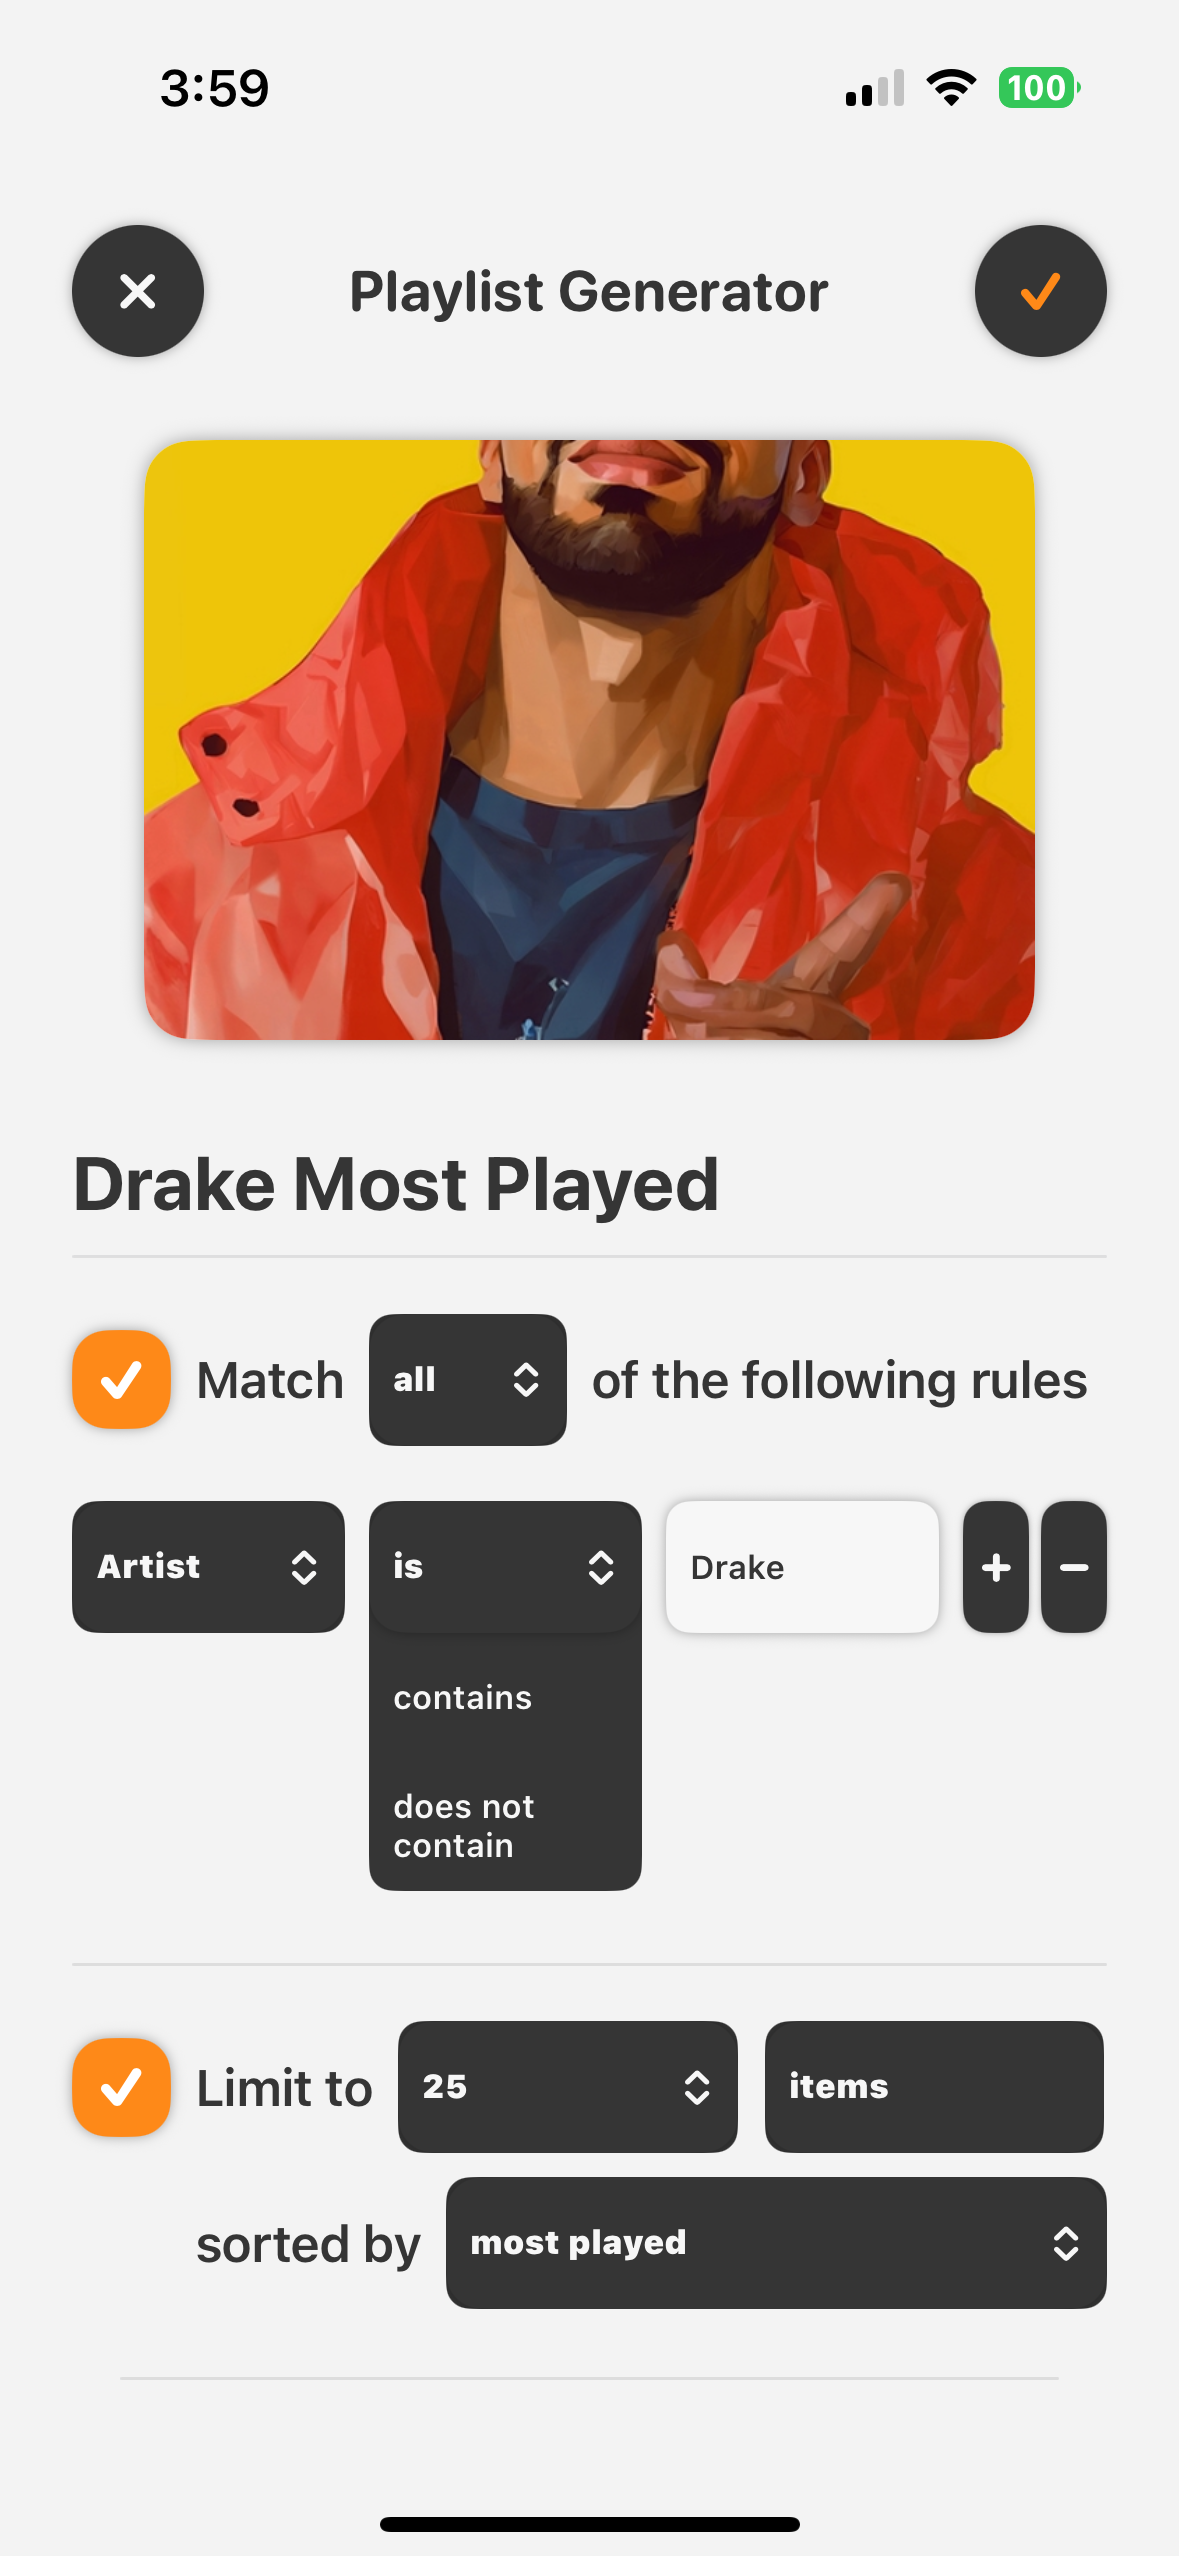 3:59
100
Playlist Generator
Drake Most Played
Match all of the following rules
Artist is Drake
contains
does not
contain
Limit to 25 items
sorted by most played